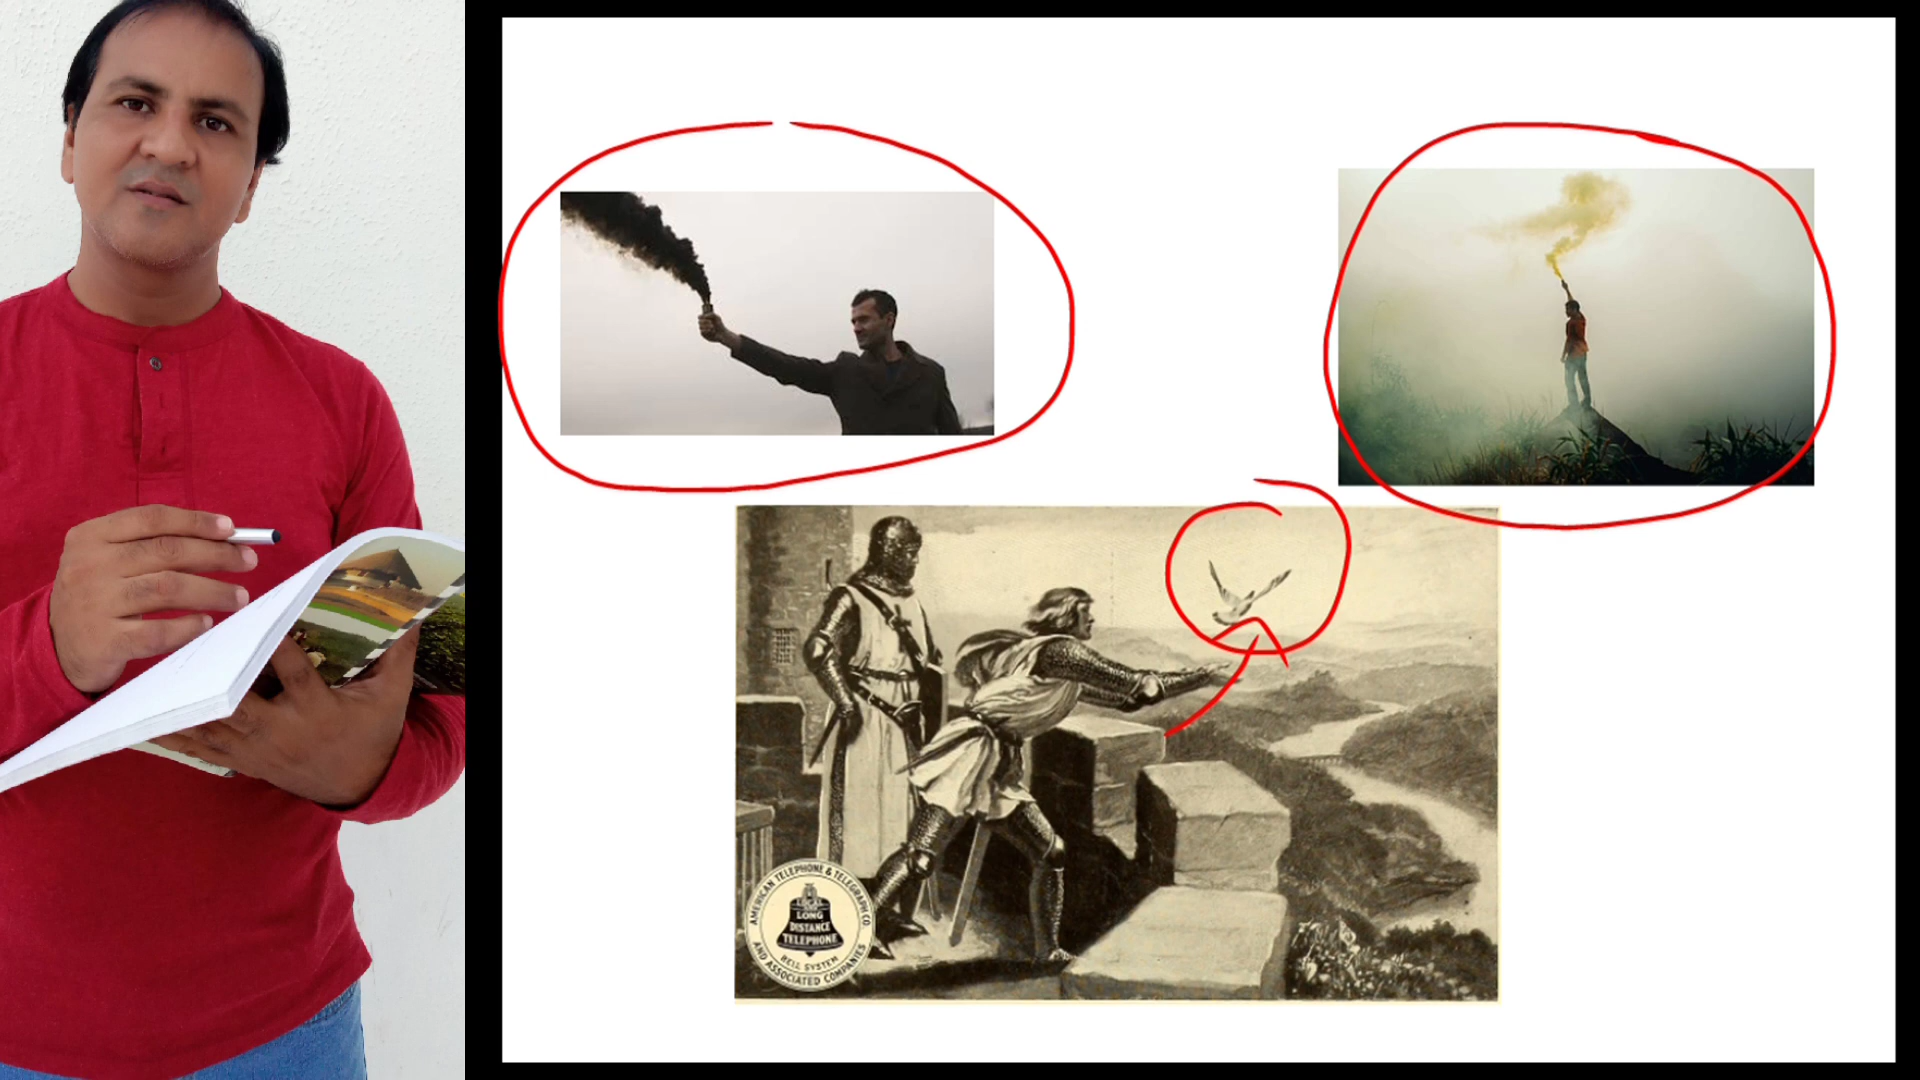 AMERICAN TELEPHONE & TELEGRAPH CO.
LOCAL
LONG
DISTANCE
TELEPHONE
BELL SYSTEM
AND ASSOCIATED COMPANIES